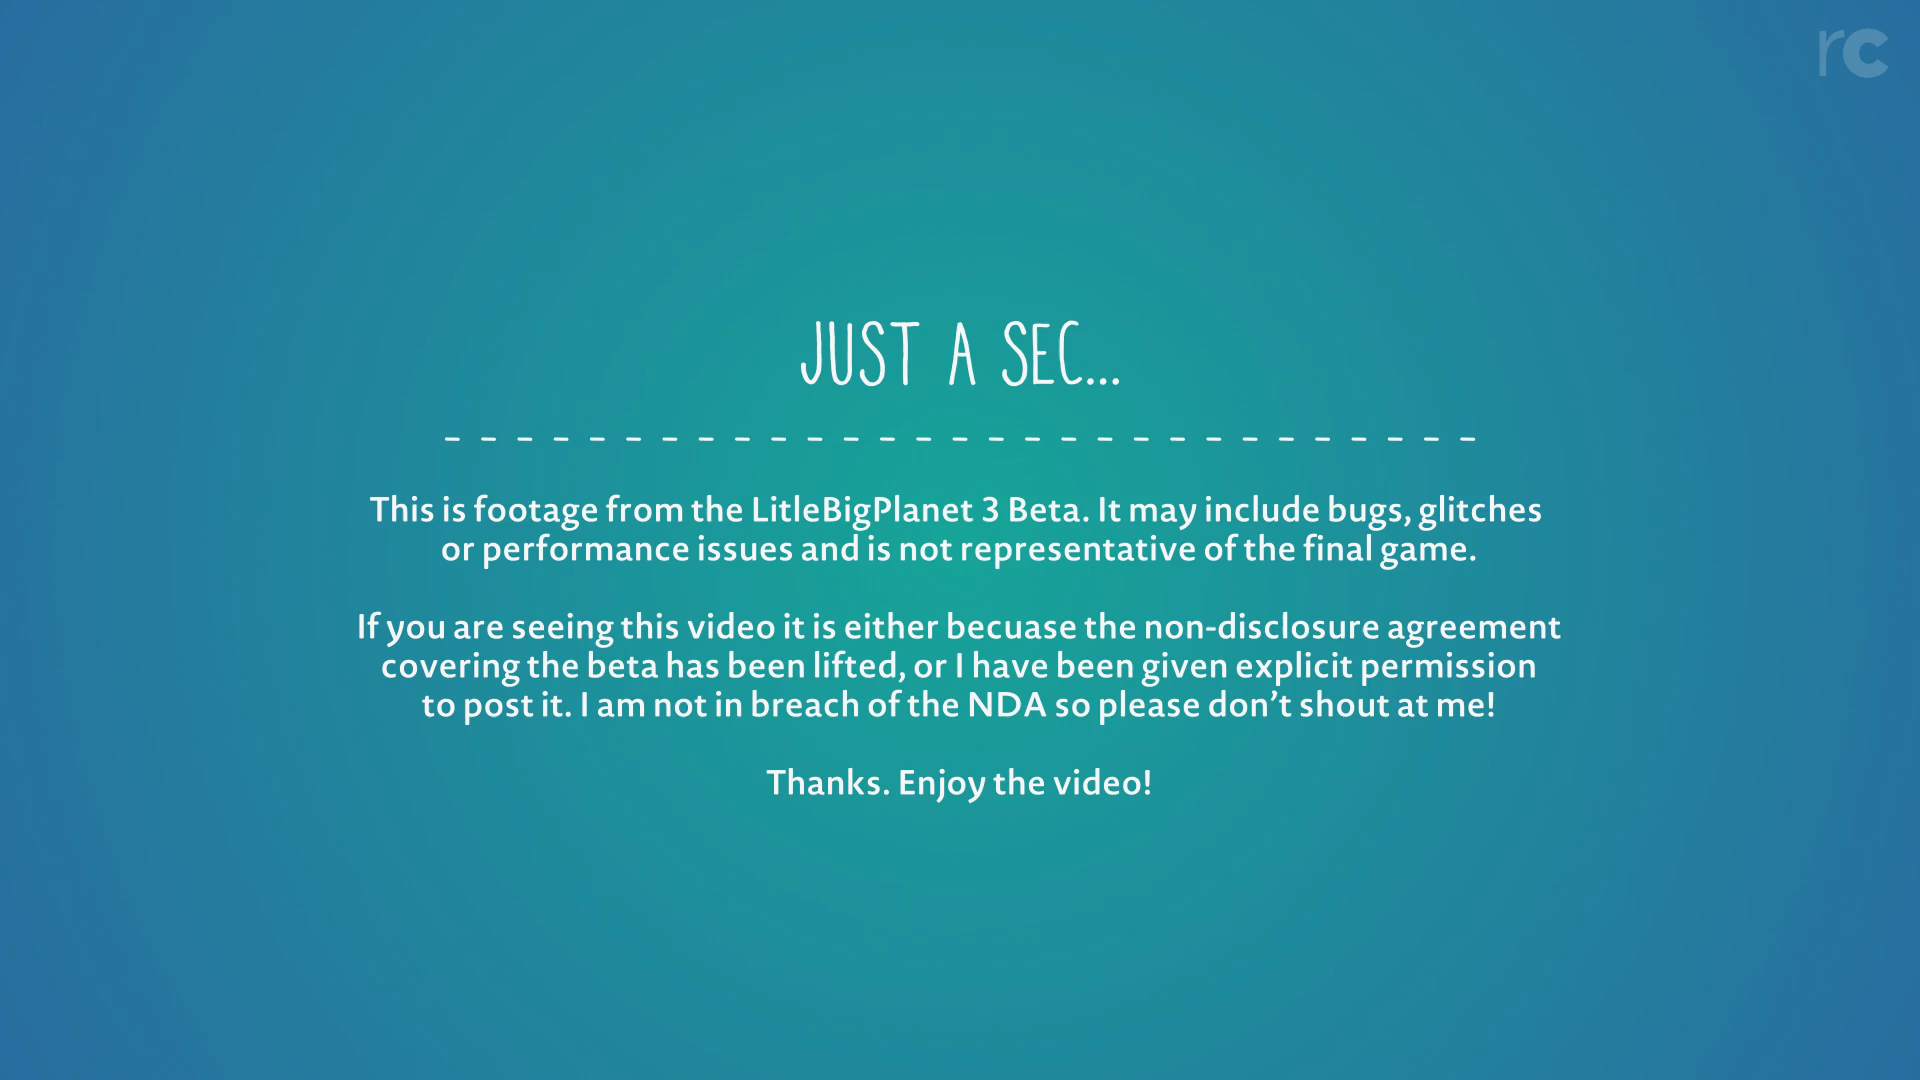 rc
JUST A SEC...
This is footage from the LitleBigPlanet 3 Beta. It may include bugs, glitches
or performance issues and is not representative of the final game.
If you are seeing this video it is either becuase the non-disclosure agreement
covering the beta has been lifted, or I have been given explicit permission
to post it. I am not in breach of the NDA so please don’t shout at me!
Thanks. Enjoy the video!